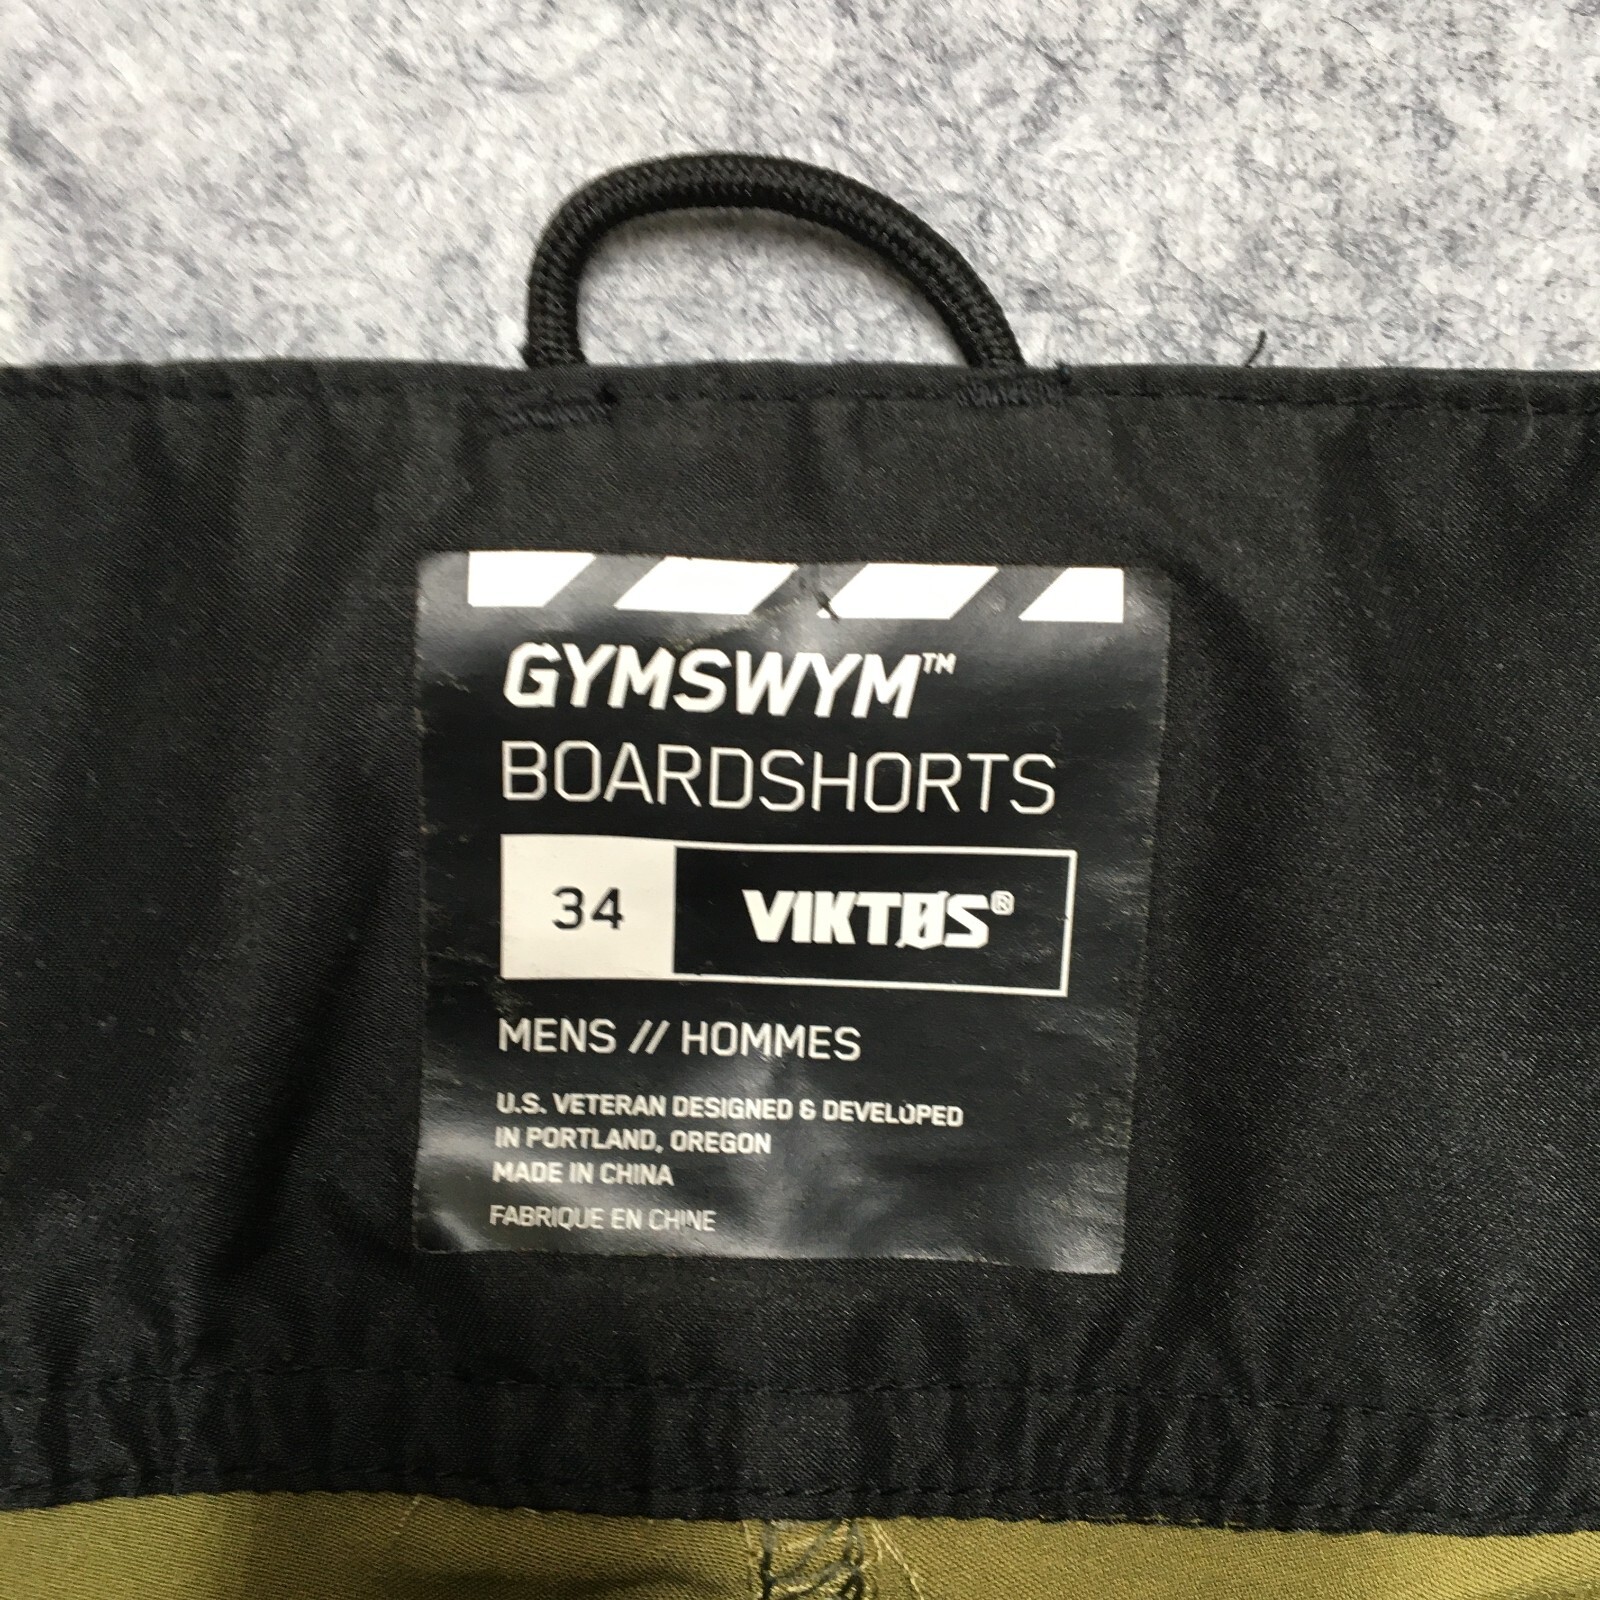 GYMSWYM™
BOARDSHORTS
34 VIKTØS®
MENS // HOMMES
U.S. VETERAN DESIGNED & DEVELOPED
IN PORTLAND, OREGON
MADE IN CHINA
FABRIQUE EN CHINE